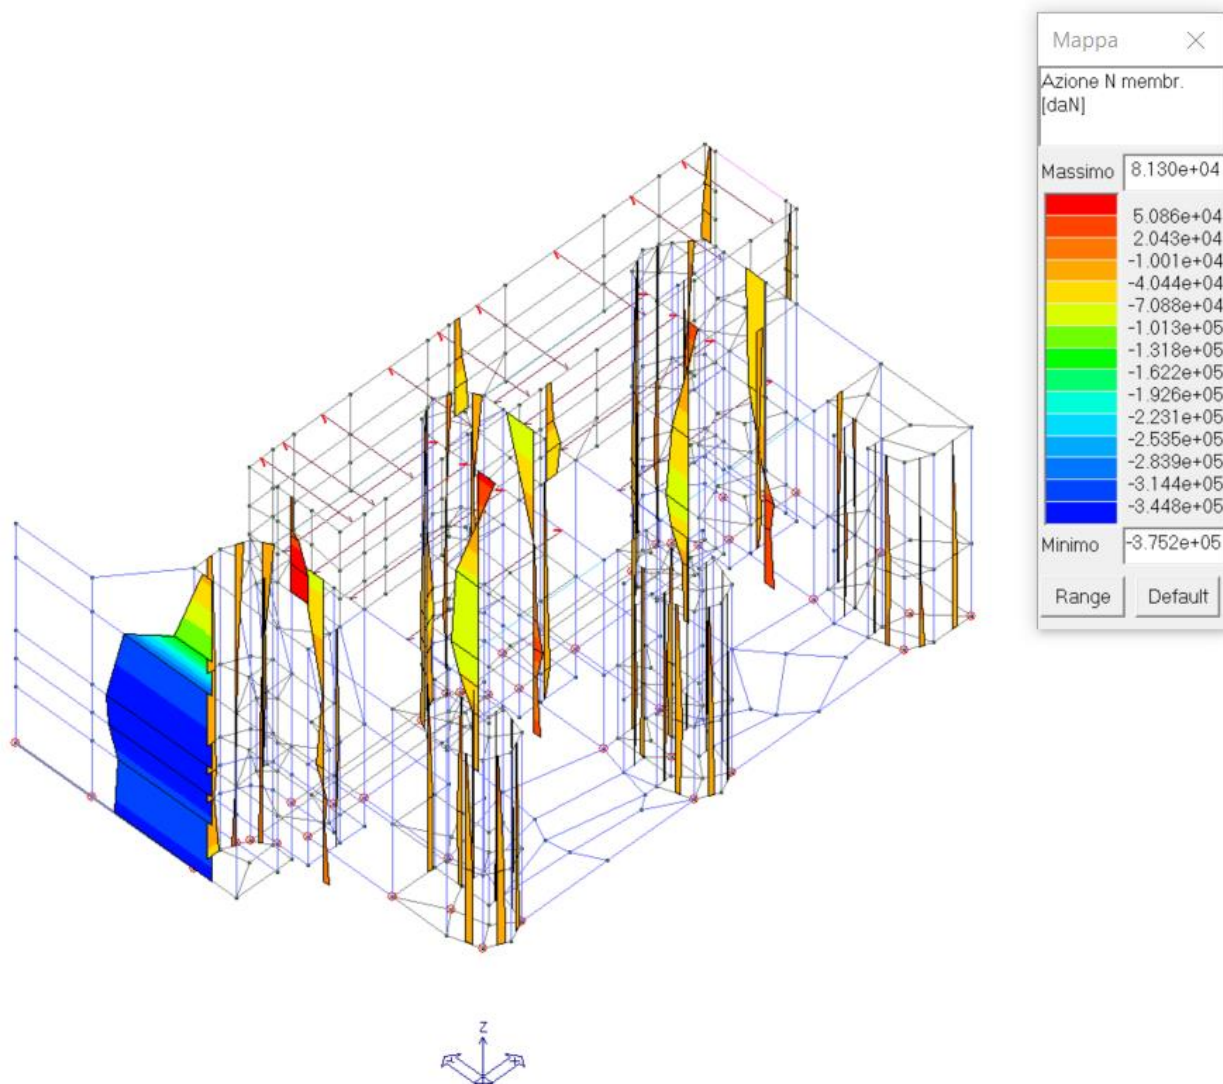 Mappa
Azione N membr.
[daN]
Massimo 8.130e+04
5.086e+04
2.043e+04
-1.001e+04
-4.044e+04
-7.088e+04
-1.013e+05
-1.318e+05
-1.622e+05
-1.926e+05
-2.231e+05
-2.535e+05
-2.839e+05
-3.144e+05
-3.448e+05
Minimo -3.752e+05
Range Default
Z